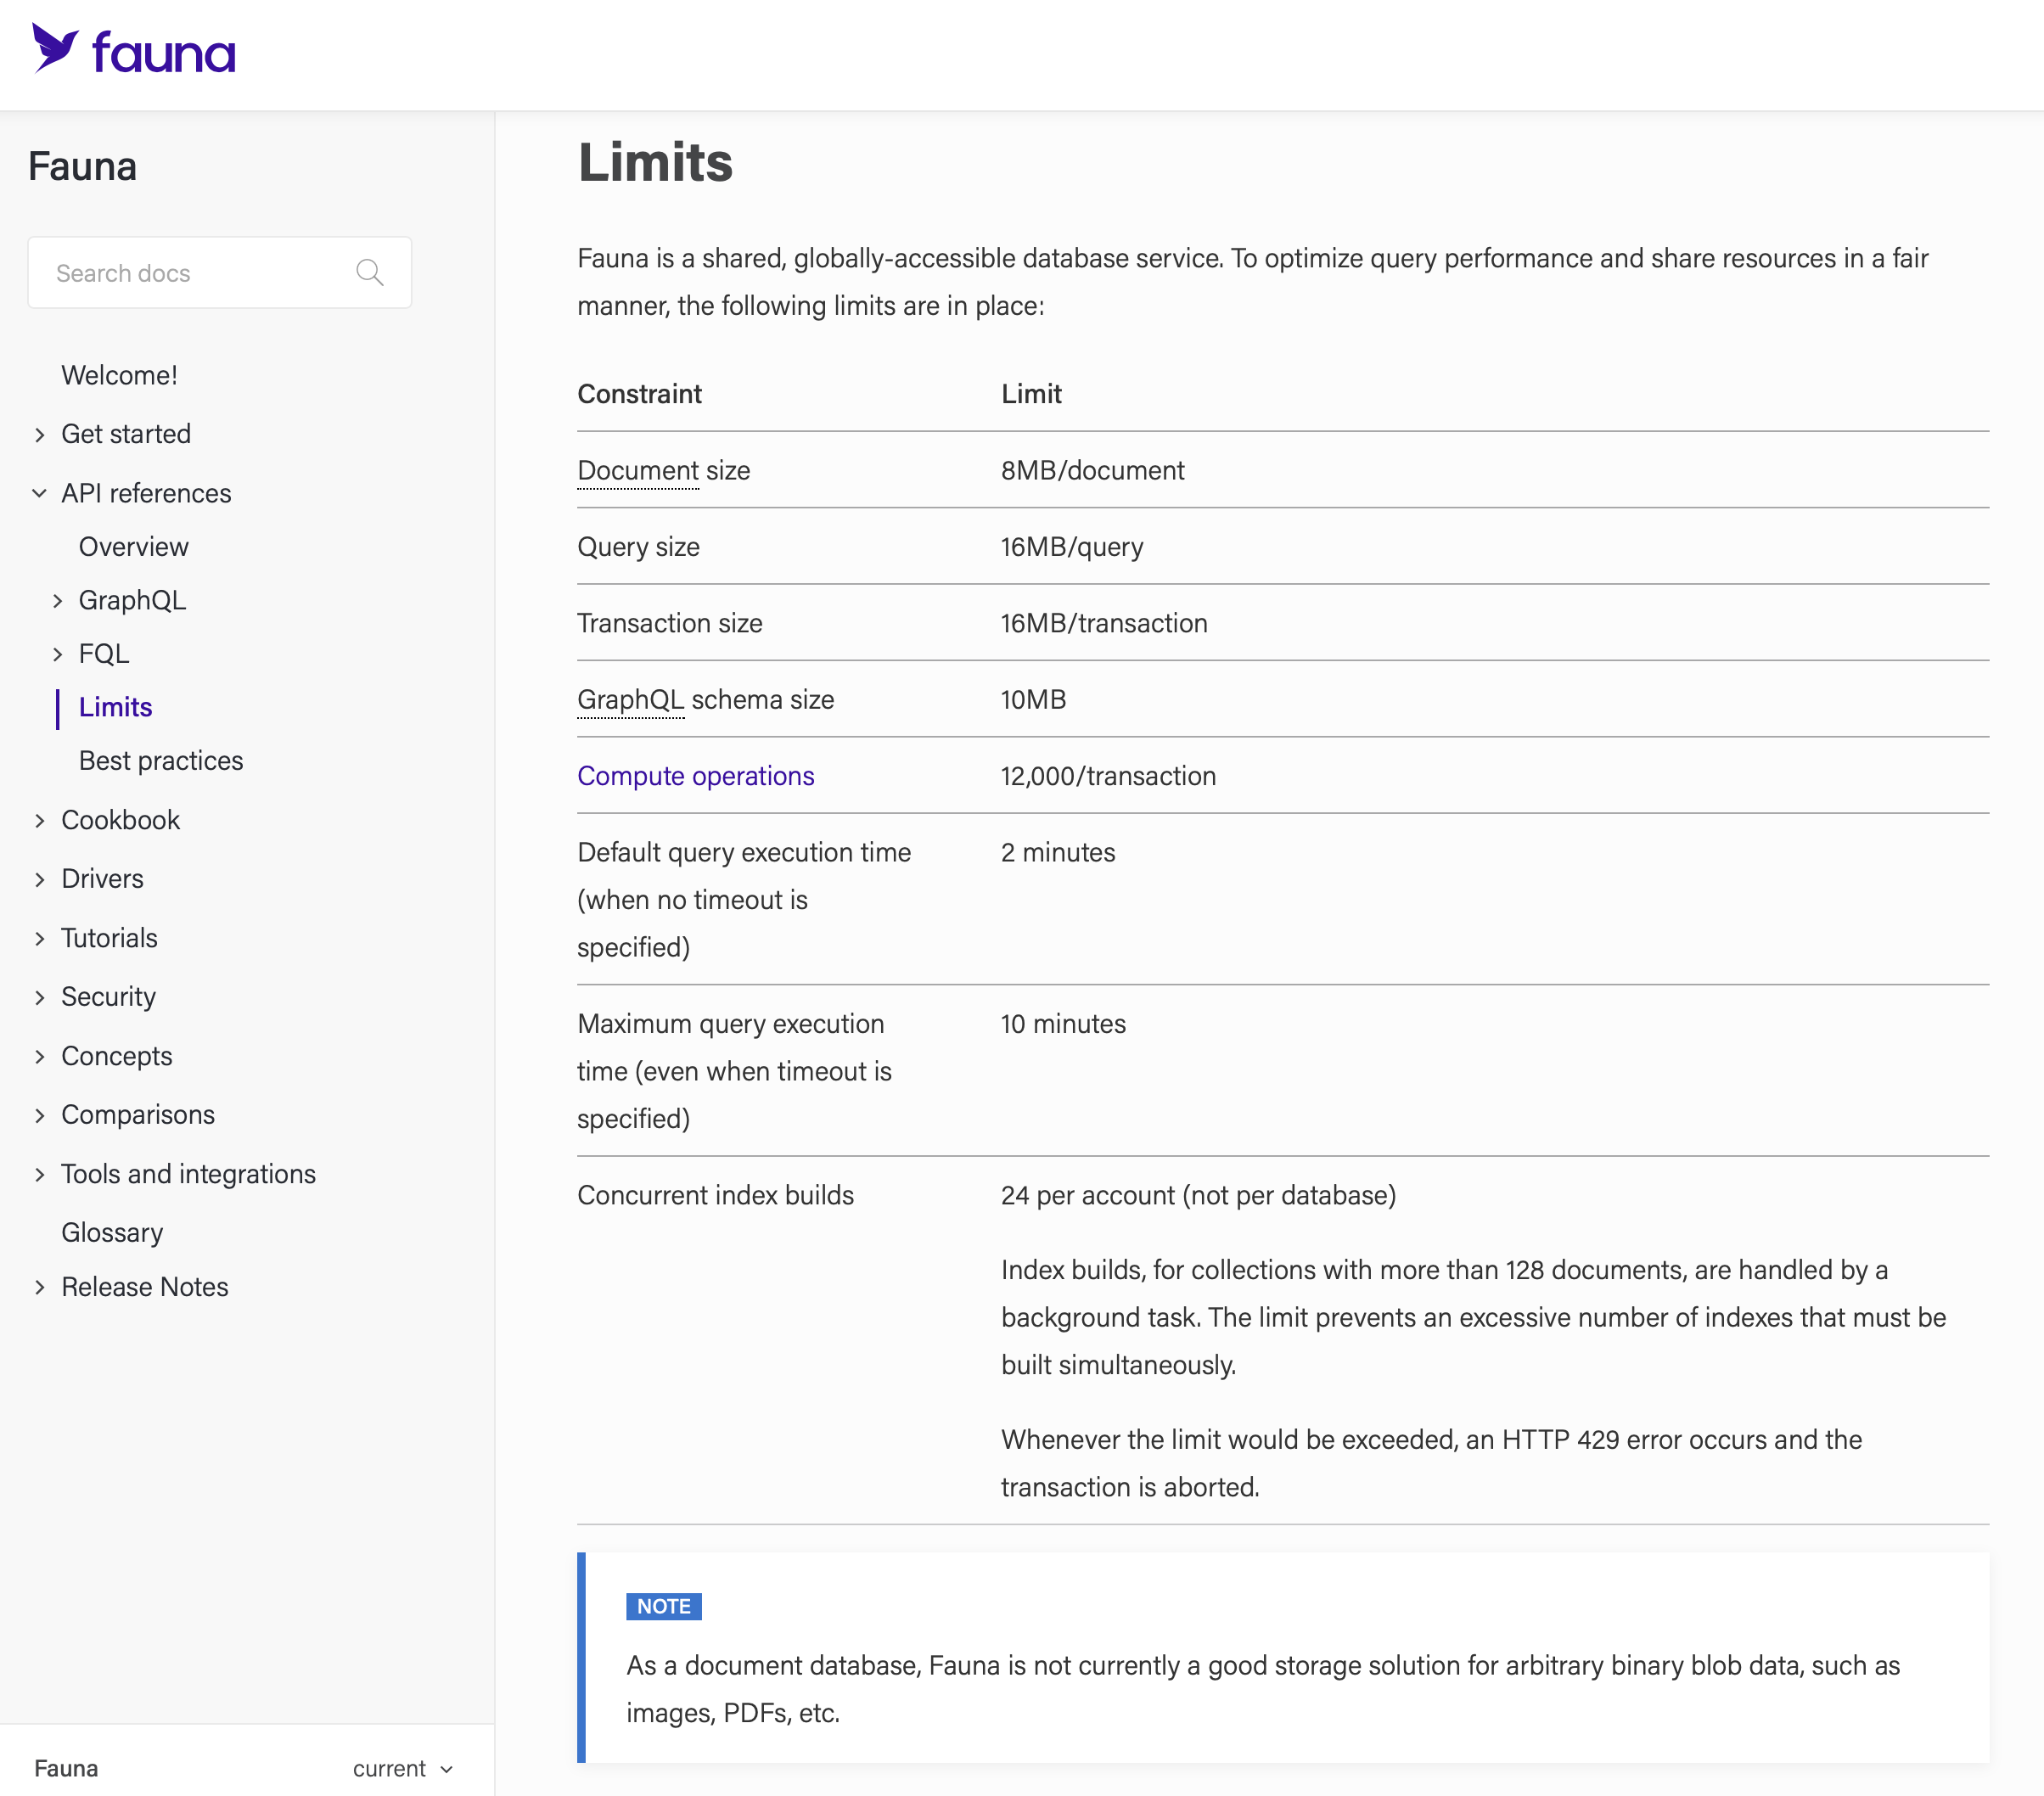 fauna
Fauna
Search docs
Welcome!
Get started
API references
Overview
GraphQL
FQL
Limits
Best practices
Cookbook
Drivers
Tutorials
Security
Concepts
Comparisons
Tools and integrations
Glossary
Release Notes
Fauna
current
Limits
Fauna is a shared, globally-accessible database service. To optimize query performance and share resources in a fair
manner, the following limits are in place:
Constraint Limit
Document size 8MB/document
Query size 16MB/query
Transaction size 16MB/transaction
GraphQL schema size 10MB
Compute operations 12,000/transaction
Default query execution time 2 minutes
(when no timeout is
specified)
Maximum query execution 10 minutes
time (even when timeout is
specified)
Concurrent index builds 24 per account (not per database)
Index builds, for collections with more than 128 documents, are handled by a
background task. The limit prevents an excessive number of indexes that must be
built simultaneously.
Whenever the limit would be exceeded, an HTTP 429 error occurs and the
transaction is aborted.
NOTE
As a document database, Fauna is not currently a good storage solution for arbitrary binary blob data, such as
images, PDFs, etc.